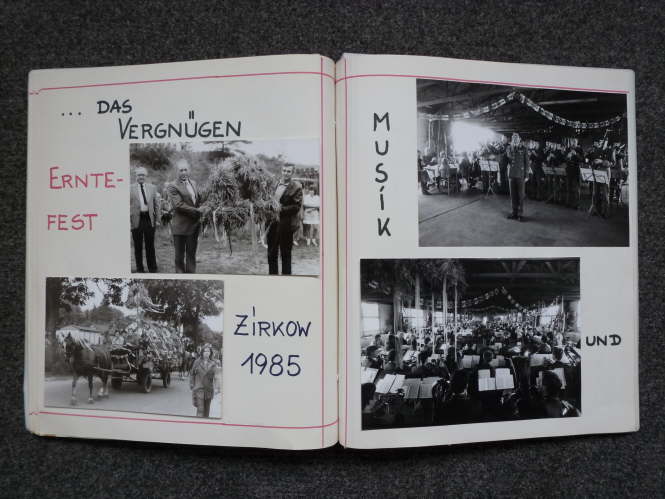 ... DAS
VERGNÜGEN
ERNTE-
FEST
ZIRKOW
1985
MUSIK
UND